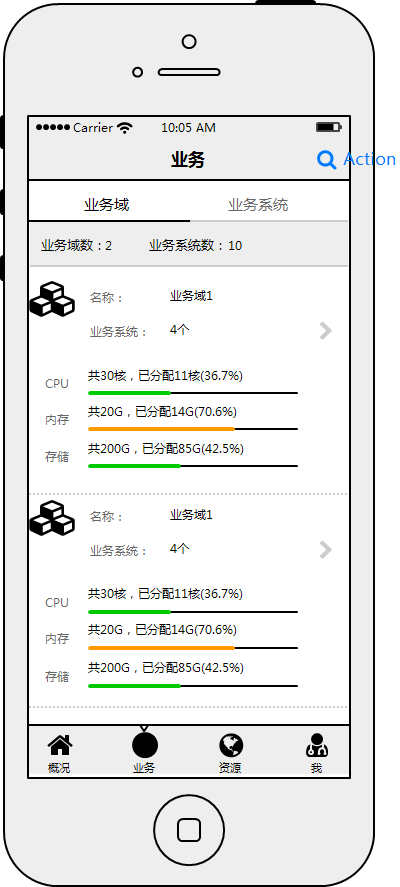 Carrier 10:05 AM
业务 Action
业务域 业务系统
业务域数：2 业务系统数：10
名称： 业务域1
业务系统： 4个
CPU 共30核，已分配11核(36.7%)
内存 共20G，已分配14G(70.6%)
存储 共200G，已分配85G(42.5%)
名称： 业务域1
业务系统： 4个
CPU 共30核，已分配11核(36.7%)
内存 共20G，已分配14G(70.6%)
存储 共200G，已分配85G(42.5%)
概况 业务 资源 我